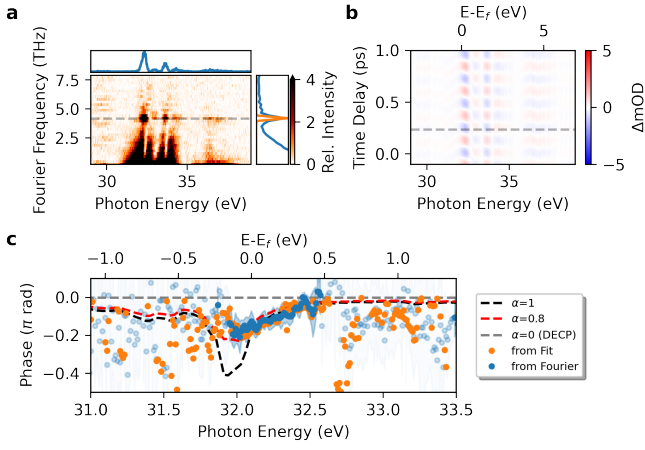 a
Fourier Frequency (THz)
7.5
5.0
2.5
30
35
Photon Energy (eV)
4
2
0
Rel. Intensity
b
E-E_f (eV)
0
5
Time Delay (ps)
1.0
0.5
0.0
30
35
Photon Energy (eV)
5
0
−5
ΔmOD
c
E-E_f (eV)
−1.0
−0.5
0.0
0.5
1.0
Phase (π rad)
0.0
−0.2
−0.4
31.0
31.5
32.0
32.5
33.0
33.5
Photon Energy (eV)
α=1
α=0.8
α=0 (DECP)
from Fit
from Fourier